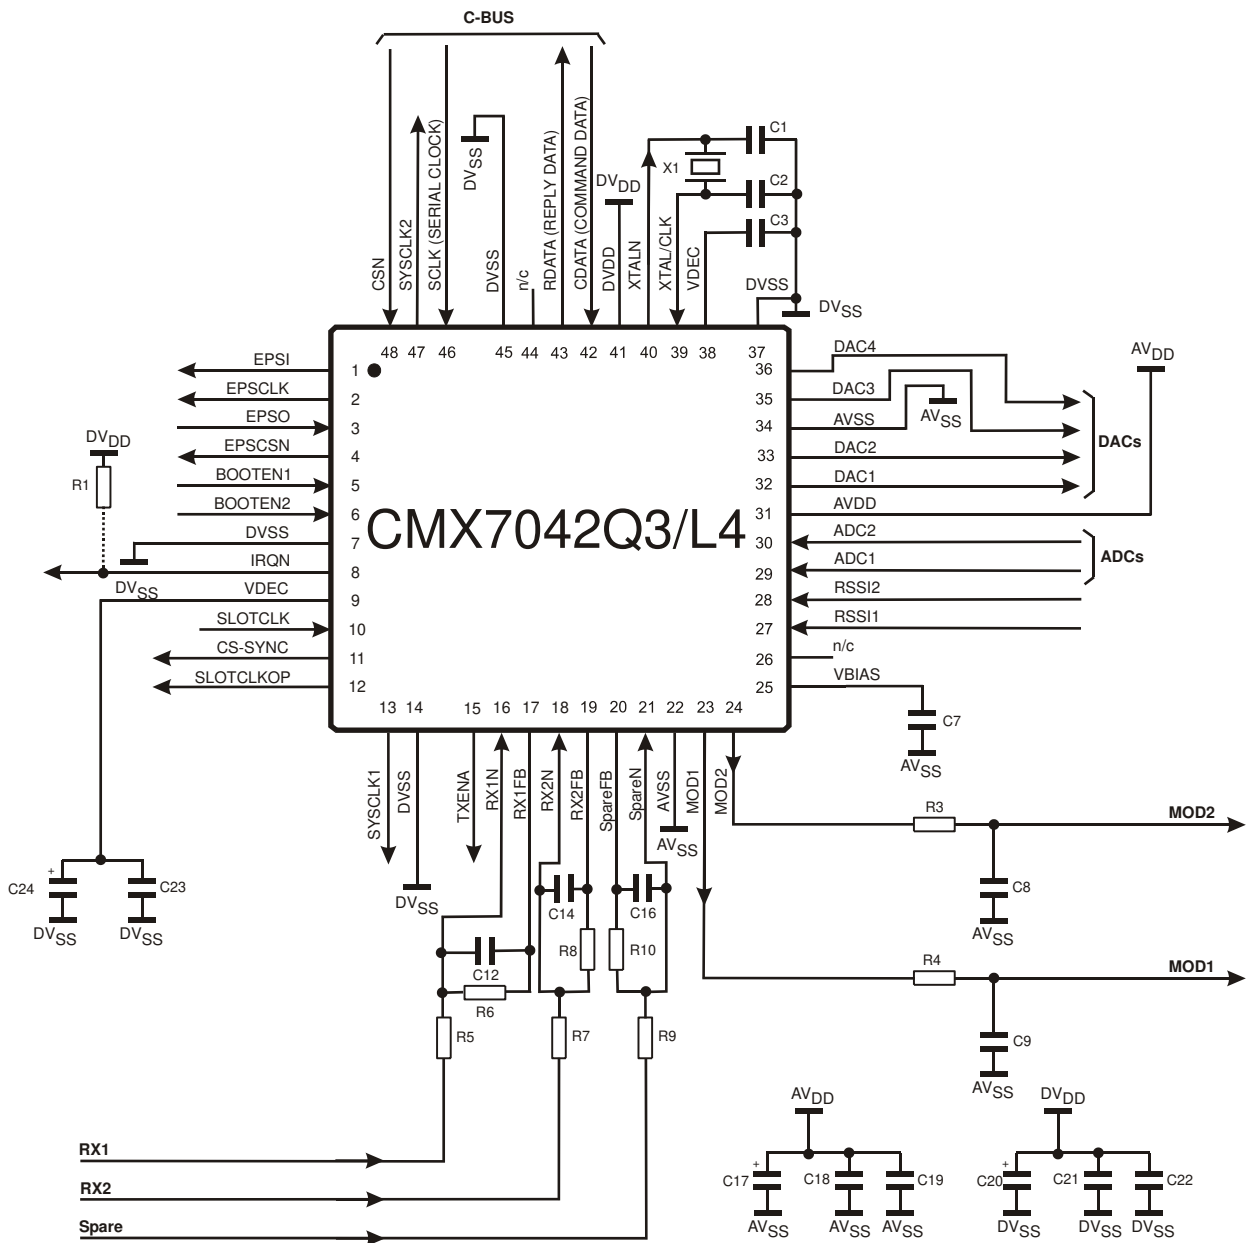 C-BUS
CSN
SYSCLK2
SCLK (SERIAL CLOCK)
DVSS
DVSS
n/c
RDATA (REPLY DATA)
CDATA (COMMAND DATA)
DVDD
DVDD
XTALN
XTAL/CLK
VDEC
X1
C1
C2
C3
DVSS
DVSS
48 47 46 45 44 43 42 41 40 39 38 37
EPSI 1
EPSCLK 2
EPSO 3
EPSCSN 4
BOOTEN1 5
BOOTEN2 6
DVSS 7
IRQN 8
VDEC 9
SLOTCLK 10
CS-SYNC 11
SLOTCLKOP 12
DVDD
R1
DVSS
CMX7042Q3/L4
36 DAC4
35 DAC3
34 AVSS
33 DAC2
32 DAC1
31 AVDD
30 ADC2
29 ADC1
28 RSSI2
27 RSSI1
26 n/c
25 VBIAS
AVSS
AVDD
DACs
ADCs
C7
AVSS
13 14 15 16 17 18 19 20 21 22 23 24
SYSCLK1
DVSS
TXENA
RX1N
RX1FB
RX2N
RX2FB
SpareFB
SpareN
AVSS
MOD1
MOD2
AVSS
DVSS
R3
MOD2
C8
AVSS
R4
MOD1
C9
AVSS
+
C24
C23
DVSS
DVSS
C14
C16
R8
R10
C12
R6
R5
R7
R9
RX1
RX2
Spare
AVDD
+
C17
C18
C19
AVSS
AVSS
AVSS
DVDD
+
C20
C21
C22
DVSS
DVSS
DVSS